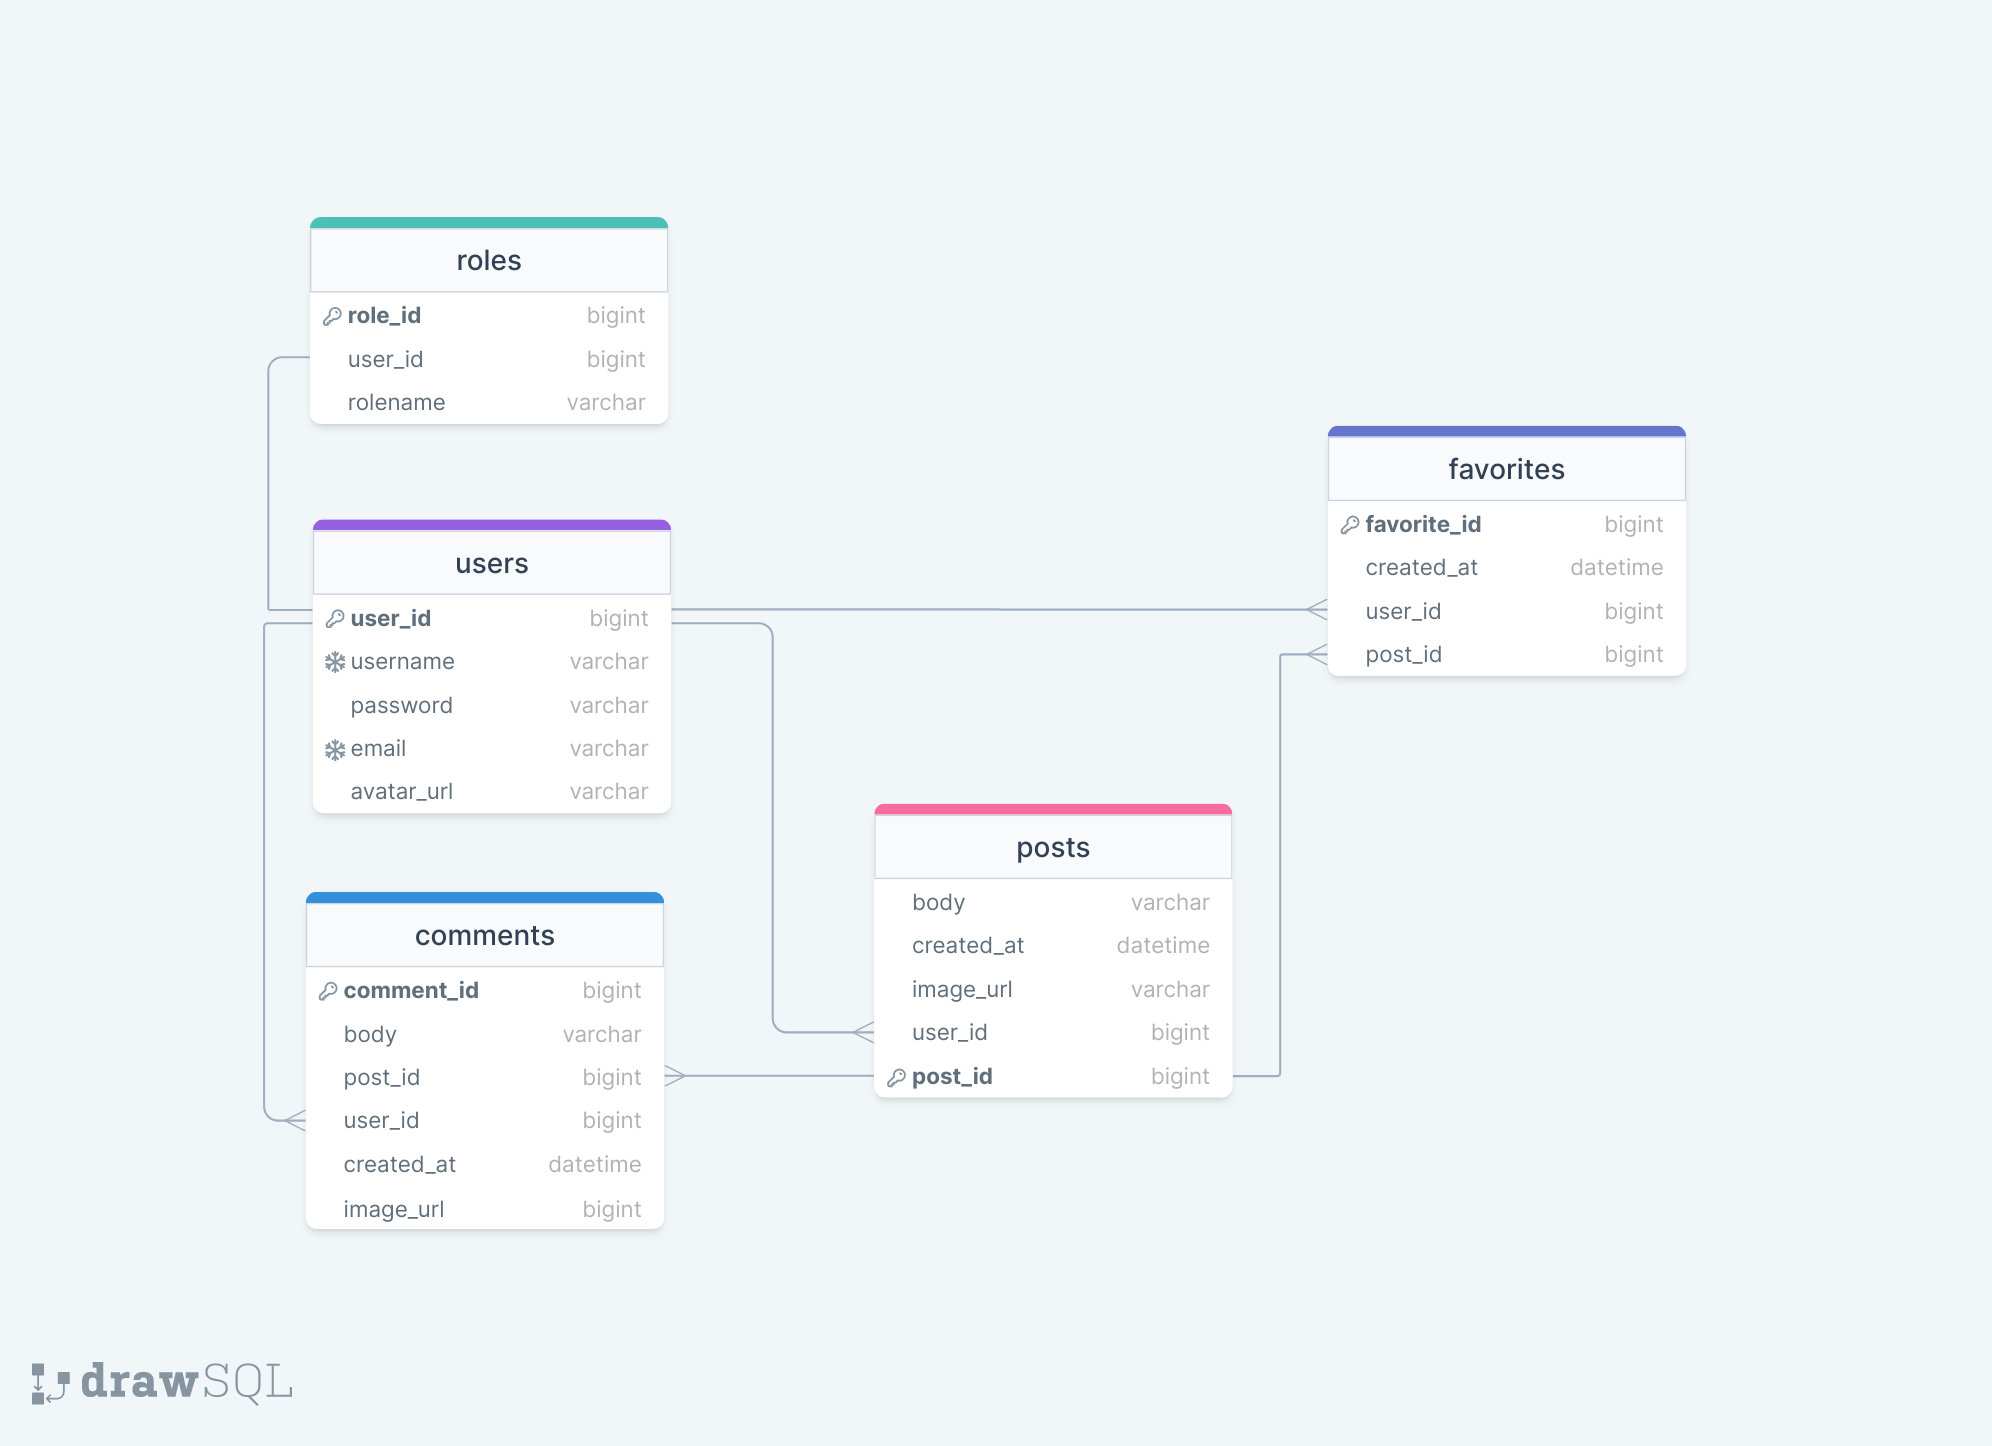 roles
role_id bigint
user_id bigint
rolename varchar
users
user_id bigint
username varchar
password varchar
email varchar
avatar_url varchar
comments
comment_id bigint
body varchar
post_id bigint
user_id bigint
created_at datetime
image_url bigint
posts
body varchar
created_at datetime
image_url varchar
user_id bigint
post_id bigint
favorites
favorite_id bigint
created_at datetime
user_id bigint
post_id bigint
drawSQL